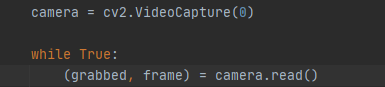 camera = cv2.VideoCapture(0)
while True:
(grabbed, frame) = camera.read()